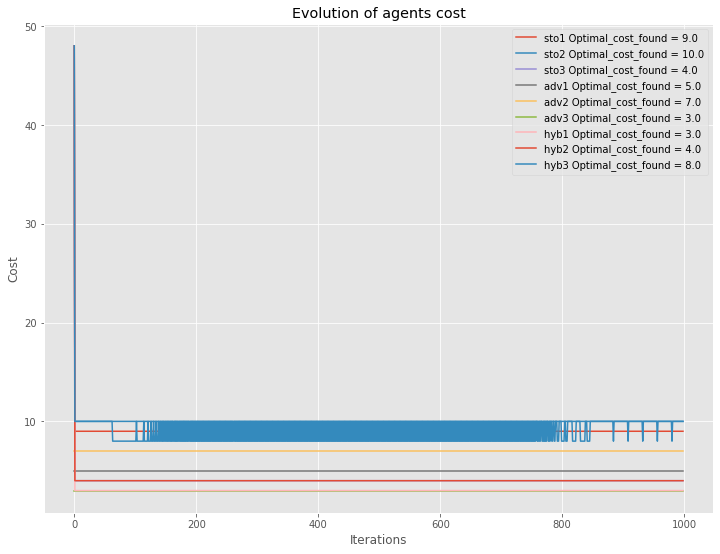 Evolution of agents cost
50
sto1 Optimal_cost_found = 9.0
sto2 Optimal_cost_found = 10.0
sto3 Optimal_cost_found = 4.0
adv1 Optimal_cost_found = 5.0
adv2 Optimal_cost_found = 7.0
adv3 Optimal_cost_found = 3.0
hyb1 Optimal_cost_found = 3.0
hyb2 Optimal_cost_found = 4.0
hyb3 Optimal_cost_found = 8.0
40
30
Cost
20
10
0 200 400 600 800 1000
Iterations